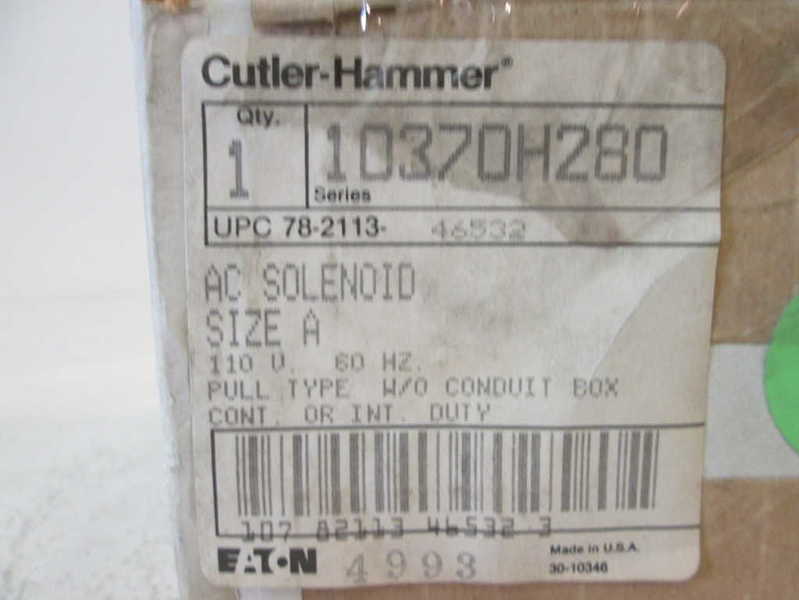 Cutler-Hammer®
Qty.
1 10370H280
Series
UPC 78-2113- 46532
AC SOLENOID
SIZE A
110 V. 60 HZ.
PULL TYPE W/O CONDUIT BOX
CONT. OR INT. DUTY
107 82113 46532 3
EATON 4993
Made in U.S.A.
30-10346